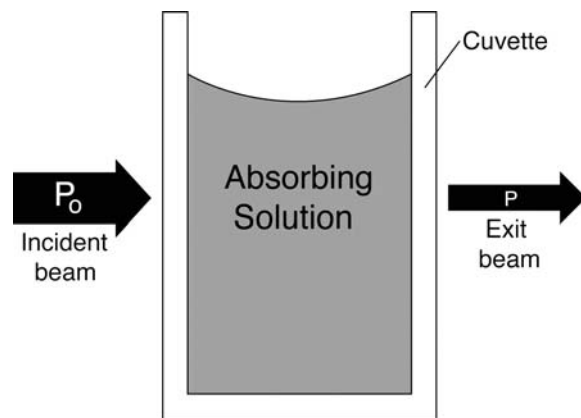 Cuvette
P₀
Incident
beam
Absorbing
Solution
P
Exit
beam